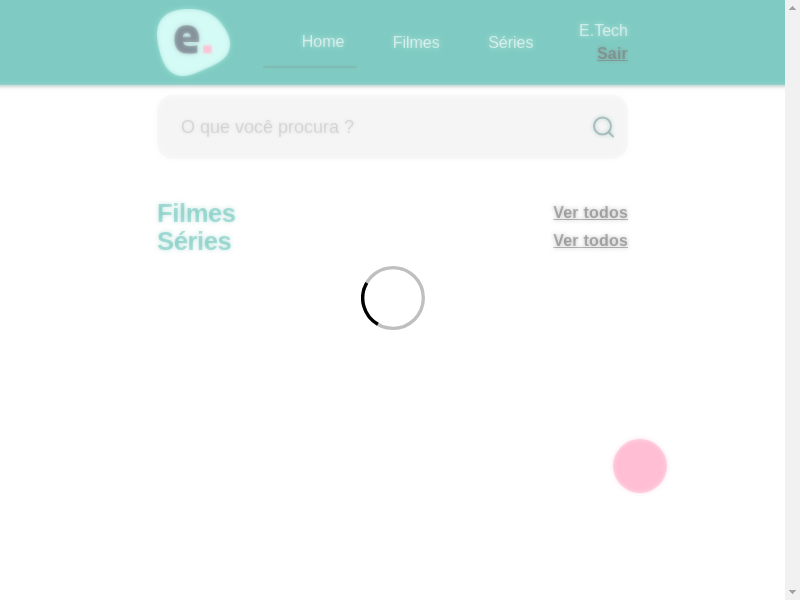 e.
Home
Filmes
Séries
E.Tech
Sair
O que você procura ?
Filmes
Ver todos
Séries
Ver todos